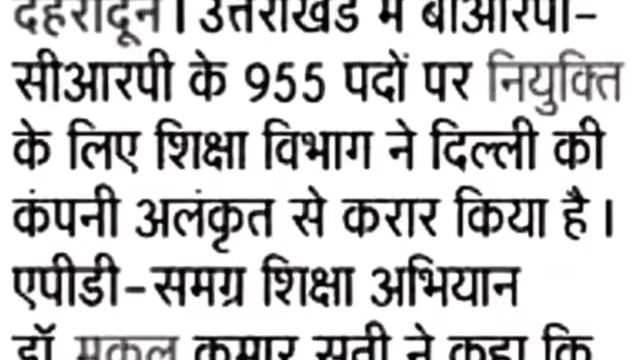 देहरादून। उत्तराखंड में बीआरपी-
सीआरपी के 955 पदों पर नियुक्ति
के लिए शिक्षा विभाग ने दिल्ली की
कंपनी अलंकृत से करार किया है।
एपीडी-समग्र शिक्षा अभियान
डॉ. मुकुल कुमार सती ने कहा कि